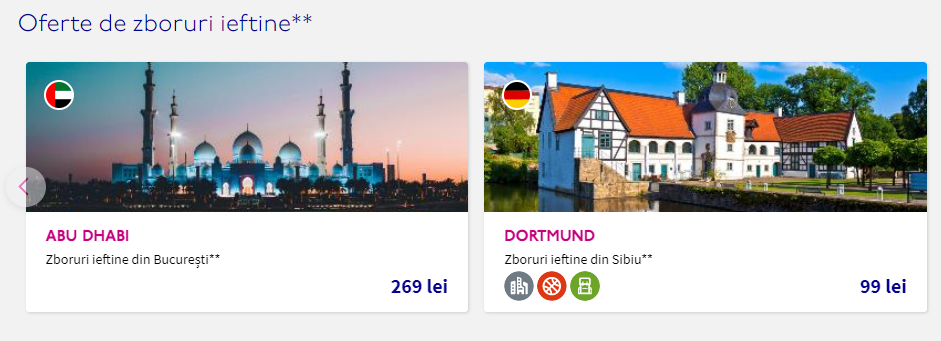 Oferte de zboruri ieftine**
ABU DHABI
Zboruri ieftine din București**
269 lei
DORTMUND
Zboruri ieftine din Sibiu**
99 lei